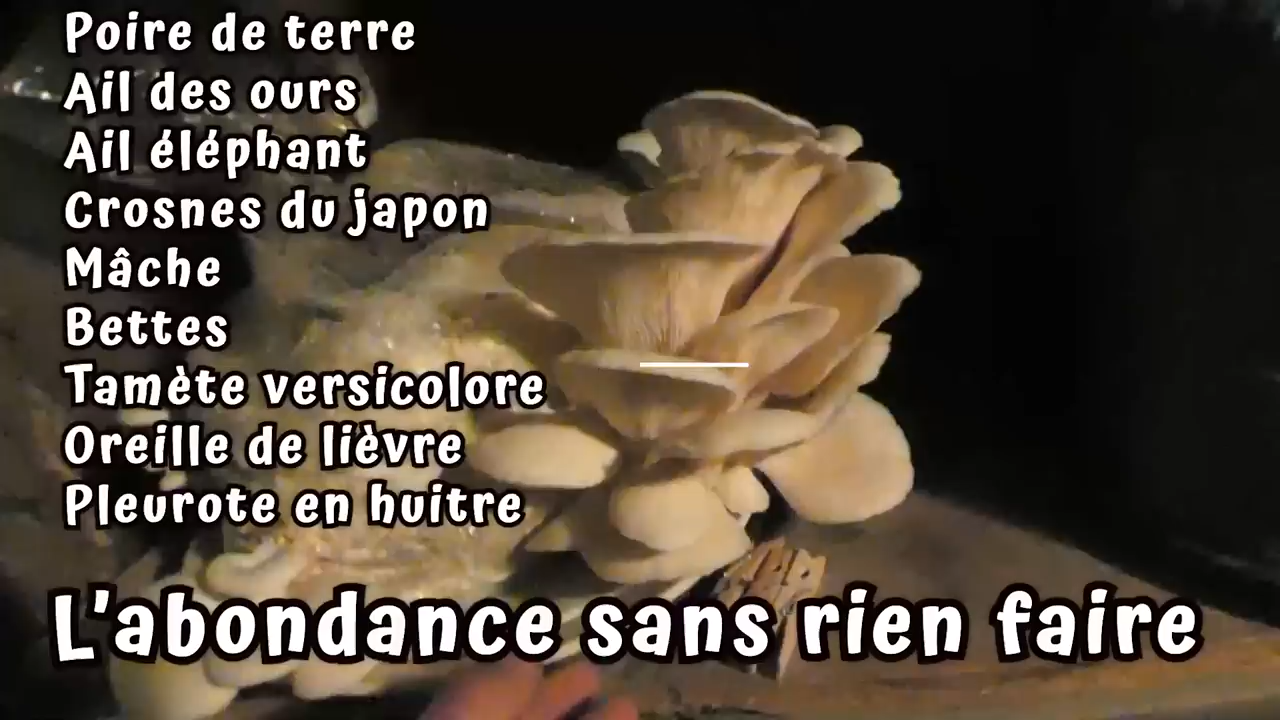 Poire de terre
Ail des ours
Ail éléphant
Crosnes du japon
Mâche
Bettes
Tamète versicolore
Oreille de lièvre
Pleurote en huitre
L'abondance sans rien faire